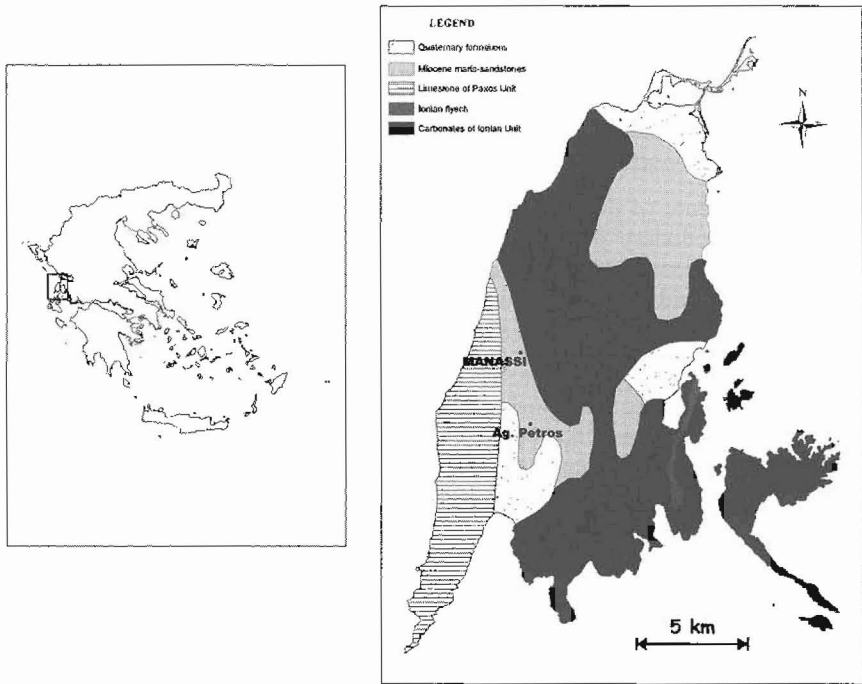 LEGEND
Quaternary formations
Miocene marls-sandstones
Limestone of Paxos Unit
Ionian flysch
Carbonates of Ionian Unit
N
MANASSI
Ag. Petros
5 km